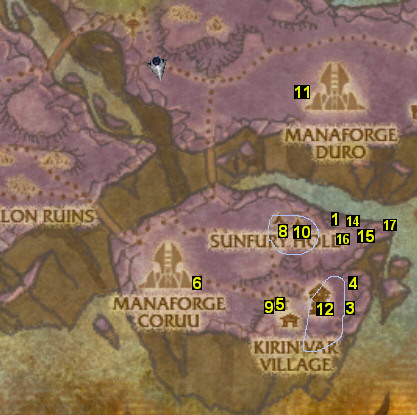 11
MANAFORGE
DURO
LON RUINS
1 14 17
8 10
SUNFURY HOL
16 15
6
MANAFORGE
CORUU
4
9 5 12 3
KIRIN'VAR
VILLAGE